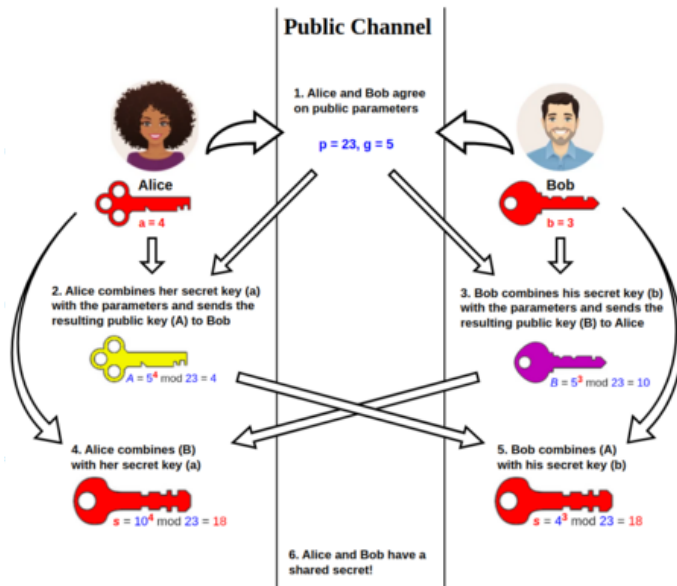 Public Channel
1. Alice and Bob agree
on public parameters
p = 23, g = 5
Alice
a = 4
Bob
b = 3
2. Alice combines her secret key (a)
with the parameters and sends the
resulting public key (A) to Bob
A = 5⁴ mod 23 = 4
3. Bob combines his secret key (b)
with the parameters and sends the
resulting public key (B) to Alice
B = 5³ mod 23 = 10
4. Alice combines (B)
with her secret key (a)
s = 10⁴ mod 23 = 18
5. Bob combines (A)
with his secret key (b)
s = 4³ mod 23 = 18
6. Alice and Bob have a
shared secret!